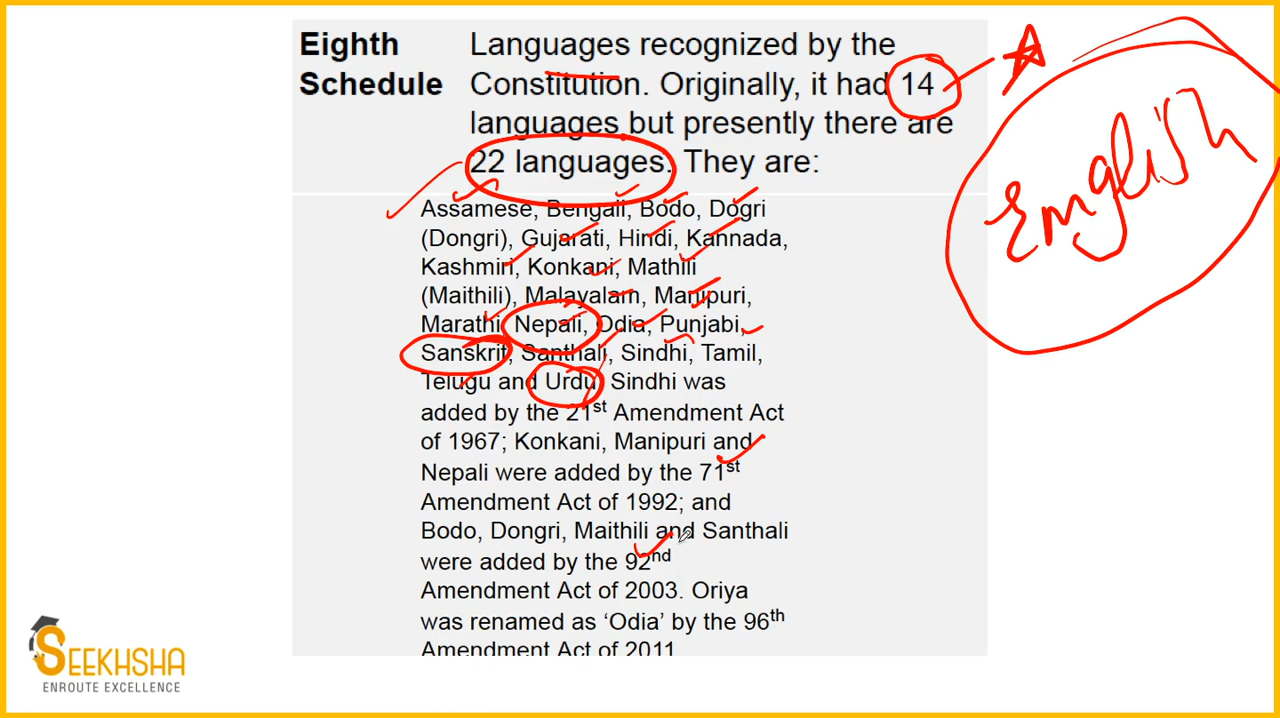 Eighth Schedule
Languages recognized by the
Constitution. Originally, it had 14
languages but presently there are
22 languages. They are:
Assamese, Bengali, Bodo, Dogri
(Dongri), Gujarati, Hindi, Kannada,
Kashmiri, Konkani, Mathili
(Maithili), Malayalam, Manipuri,
Marathi, Nepali, Odia, Punjabi,
Sanskrit, Santhali, Sindhi, Tamil,
Telugu and Urdu. Sindhi was
added by the 21st Amendment Act
of 1967; Konkani, Manipuri and
Nepali were added by the 71st
Amendment Act of 1992; and
Bodo, Dongri, Maithili and Santhali
were added by the 92nd
Amendment Act of 2003. Oriya
was renamed as ‘Odia’ by the 96th
Amendment Act of 2011
English
SEEKHSHA
ENROUTE EXCELLENCE